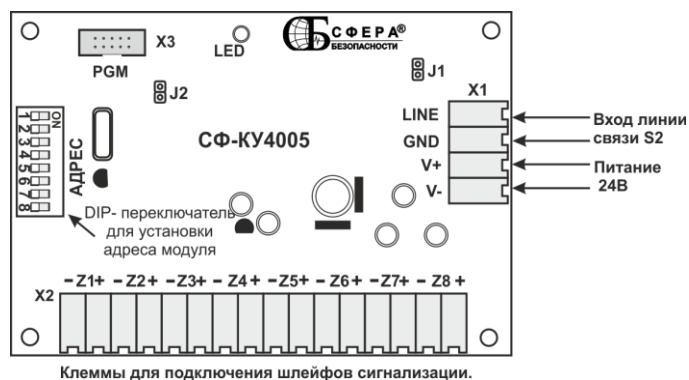 X3
PGM
LED
СБ СФЕРА®
БЕЗОПАСНОСТИ
J2
J1
X1
LINE
GND
V+
V-
Вход линии
связи S2
Питание
24В
ON
1
2
3
4
5
6
7
8
АДРЕС
СФ-КУ4005
DIP- переключатель
для установки
адреса модуля
X2
- Z1+ - Z2 + - Z3+ - Z4 + - Z5+ - Z6 + - Z7+ - Z8 +
Клеммы для подключения шлейфов сигнализации.